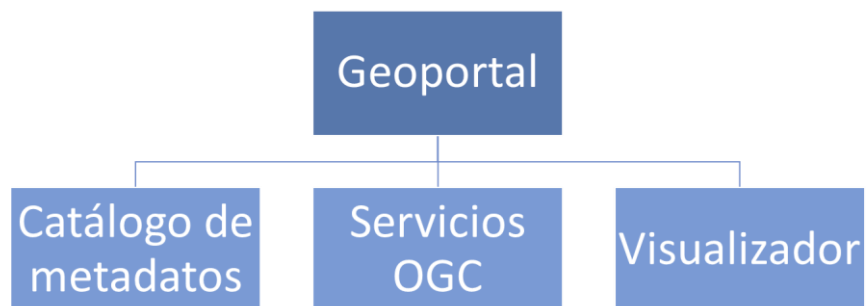 Geoportal
Catálogo de
metadatos
Servicios
OGC
Visualizador